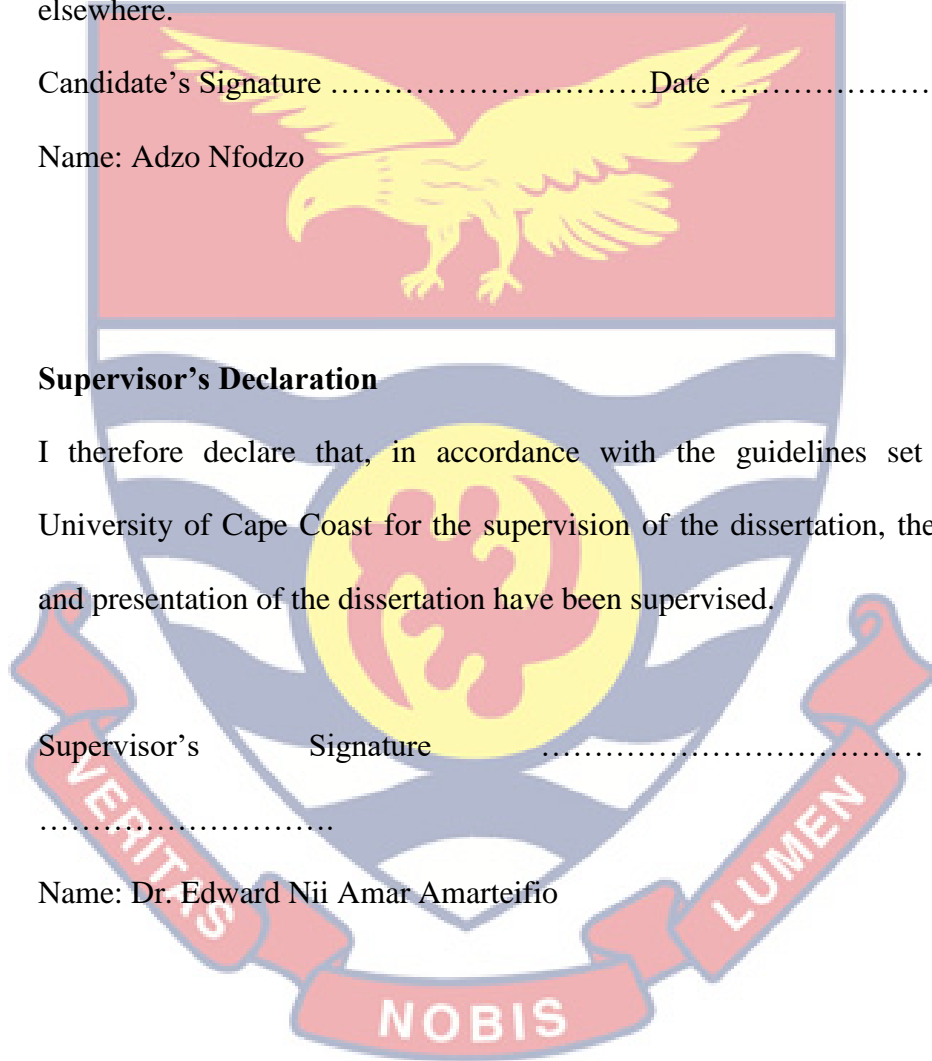 elsewhere.
Candidate’s Signature …………………………Date …………………
Name: Adzo Nfodzo
Supervisor’s Declaration
I therefore declare that, in accordance with the guidelines set
University of Cape Coast for the supervision of the dissertation, the
and presentation of the dissertation have been supervised.
Supervisor’s Signature ………………………………
……………………….
Name: Dr. Edward Nii Amar Amarteifio
VERITAS
NOBIS
LUMEN